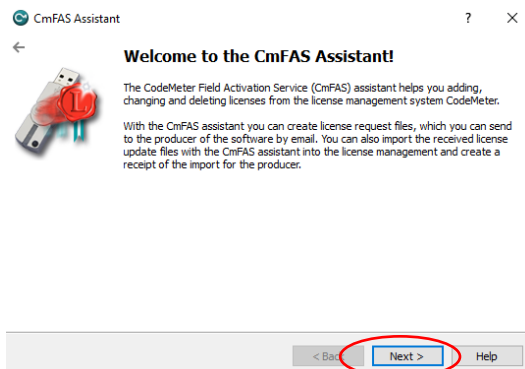 CmFAS Assistant
Welcome to the CmFAS Assistant!
The CodeMeter Field Activation Service (CmFAS) assistant helps you adding,
changing and deleting licenses from the license management system CodeMeter.
With the CmFAS assistant you can create license request files, which you can send
to the producer of the software by email. You can also import the received license
update files with the CmFAS assistant into the license management and create a
receipt of the import for the producer.
< Back Next > Help